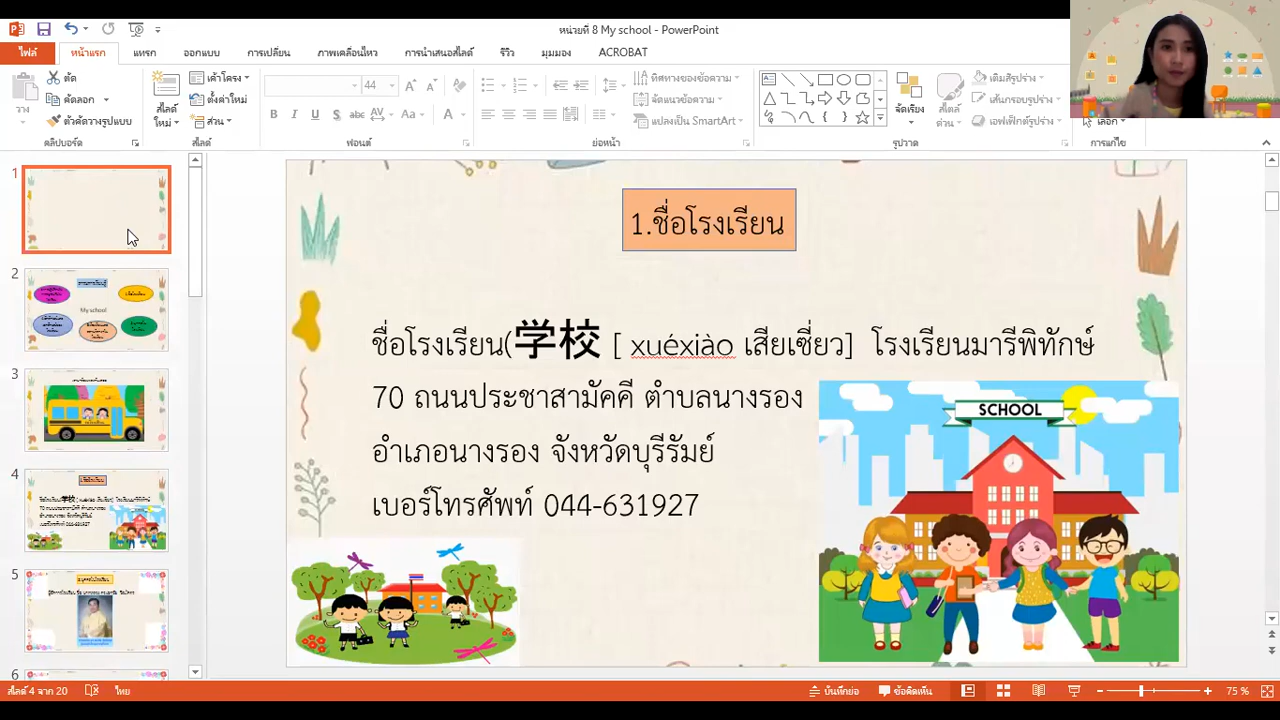 หน่วยที่ 8 My school - PowerPoint
ไฟล์ หน้าแรก แทรก ออกแบบ การเปลี่ยน ภาพเคลื่อนไหว การนำเสนอสไลด์ รีวิว มุมมอง ACROBAT
วาง
ตัด
คัดลอก
ตัวคัดวางรูปแบบ
คลิปบอร์ด
สไลด์ใหม่
เค้าโครง
ตั้งค่าใหม่
ส่วน
สไลด์
44
ฟอนต์
ทิศทางของข้อความ
จัดแนวข้อความ
แปลงเป็น SmartArt
ย่อหน้า
จัดเรียง
สไตล์ด่วน
เติมสีรูปร่าง
เส้นกรอบรูปร่าง
เอฟเฟ็กต์รูปร่าง
รูปวาด
เลือก
การแก้ไข
1
2
My school
3
4
5
6
1.ชื่อโรงเรียน
ชื่อโรงเรียน(学校 [ xuéxiào เสียเซี่ยว] โรงเรียนมารีพิทักษ์
70 ถนนประชาสามัคคี ตำบลนางรอง
อำเภอนางรอง จังหวัดบุรีรัมย์
เบอร์โทรศัพท์ 044-631927
SCHOOL
สไลด์ 4 จาก 20 ไทย บันทึกย่อ ข้อคิดเห็น 75 %